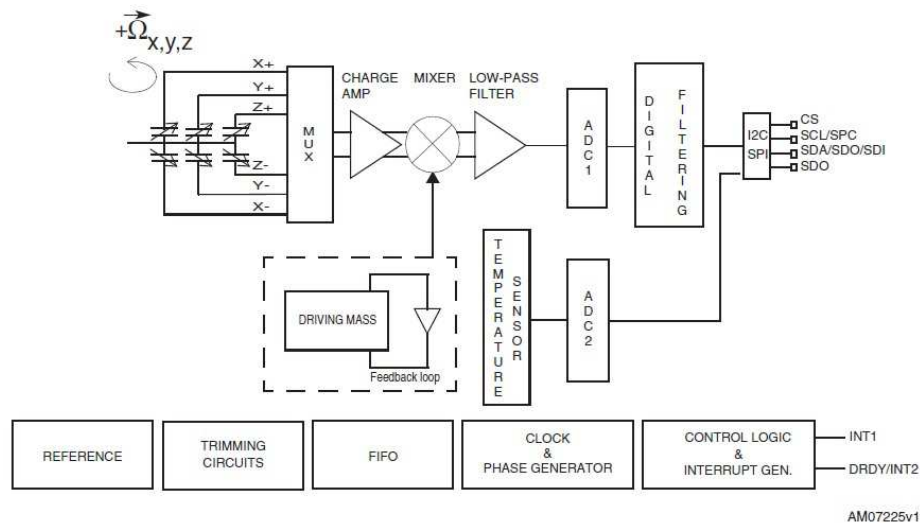 +Ω x,y,z
X+
Y+
Z+
Z-
Y-
X-
MUX
CHARGE
AMP
MIXER
LOW-PASS
FILTER
ADC1
DIGITAL
FILTERING
I2C
SPI
CS
SCL/SPC
SDA/SDO/SDI
SDO
DRIVING MASS
Feedback loop
TEMPERATURE
SENSOR
ADC2
REFERENCE
TRIMMING
CIRCUITS
FIFO
CLOCK
&
PHASE GENERATOR
CONTROL LOGIC
&
INTERRUPT GEN.
INT1
DRDY/INT2
AM07225v1